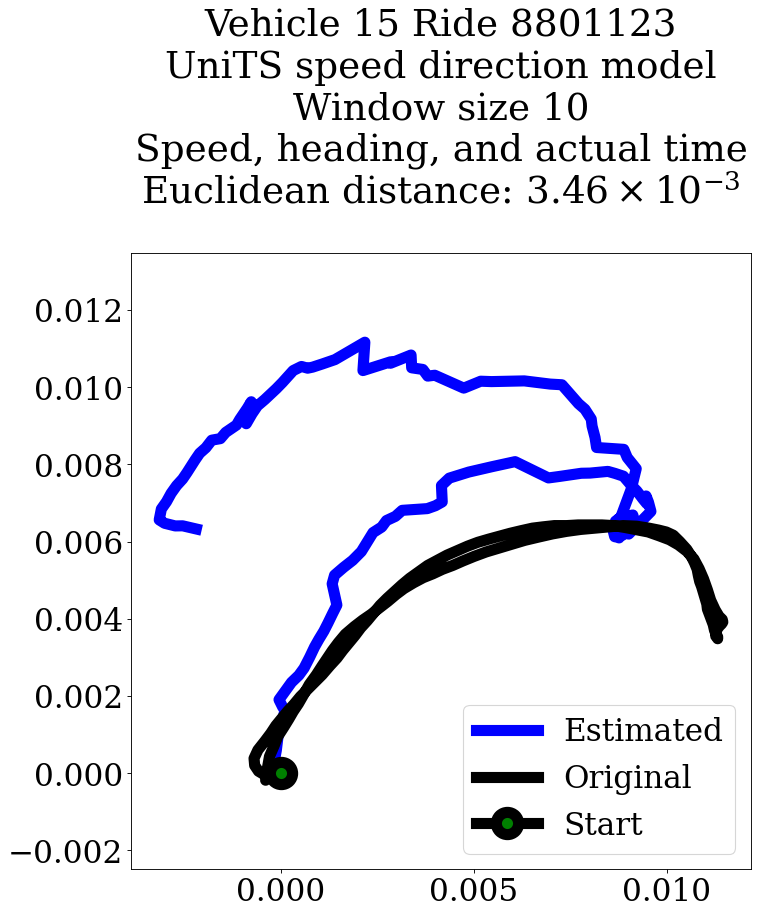 Vehicle 15 Ride 8801123
UniTS speed direction model
Window size 10
Speed, heading, and actual time
Euclidean distance: 3.46 × 10⁻³
0.012
0.010
0.008
0.006
0.004
0.002
0.000
−0.002
Estimated
Original
Start
0.000 0.005 0.010